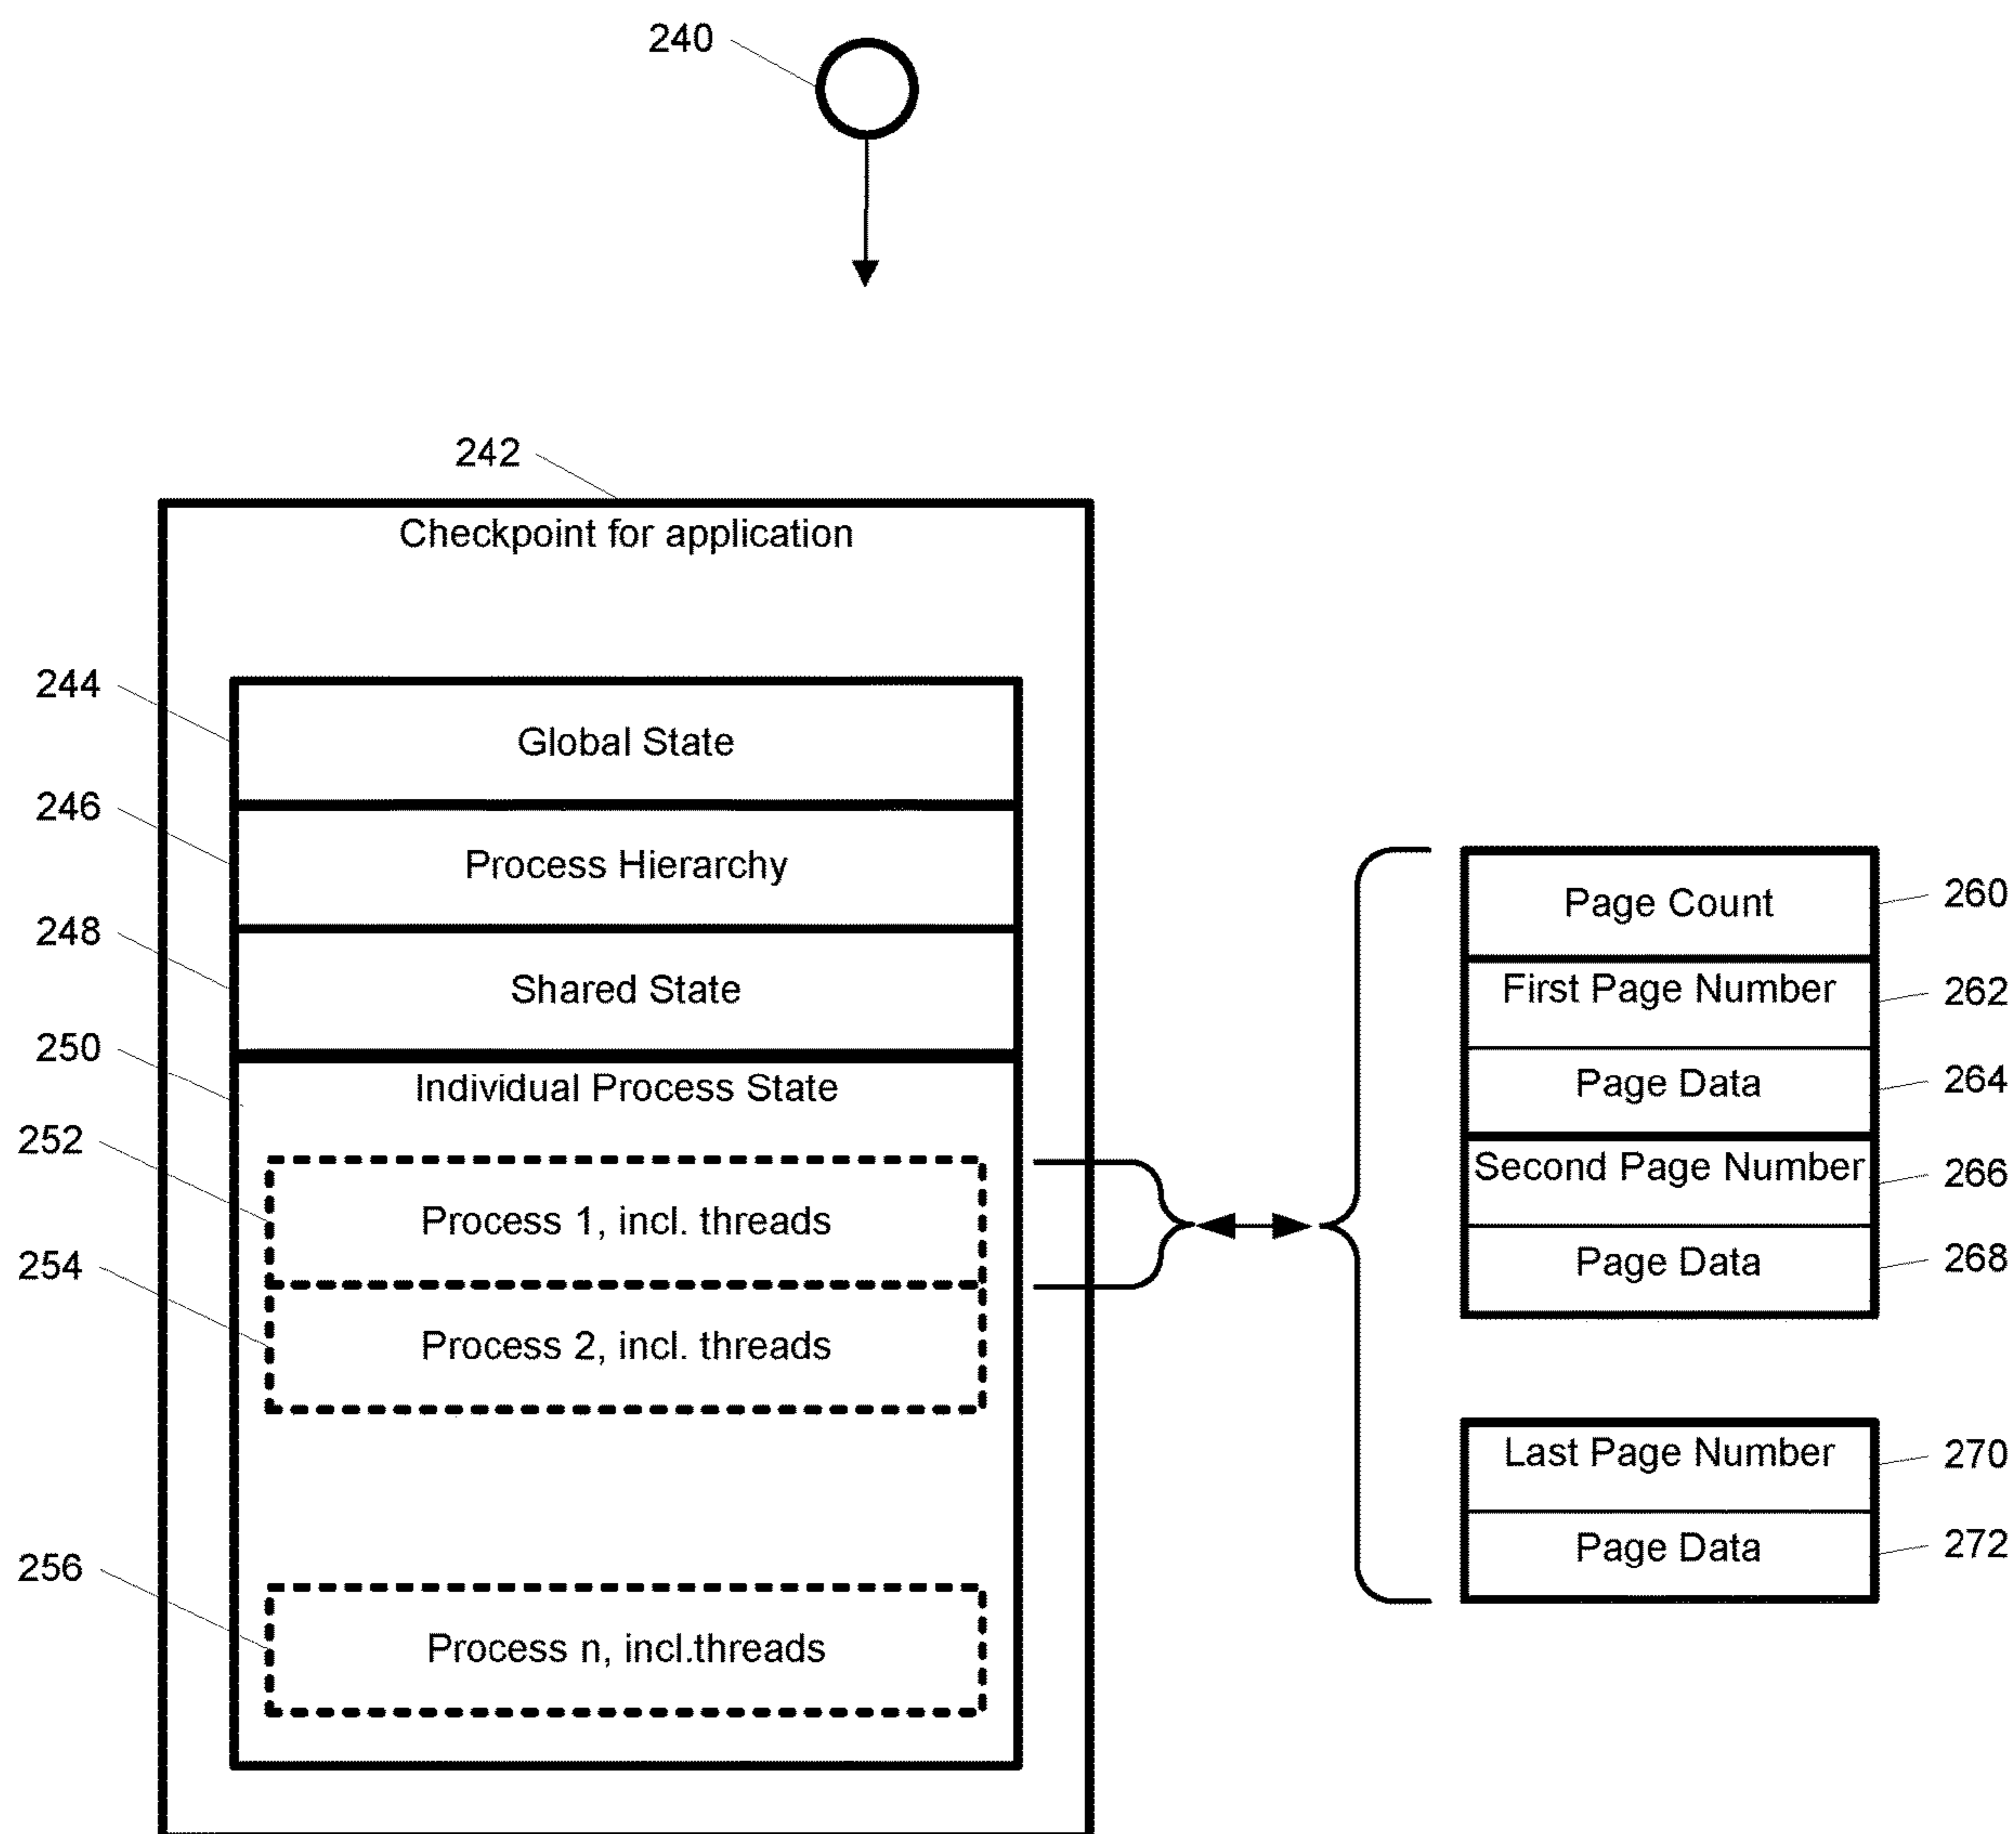 240
242
Checkpoint for application
244
Global State
246
Process Hierarchy
248
Shared State
250
Individual Process State
252
Process 1, incl. threads
254
Process 2, incl. threads
256
Process n, incl.threads
Page Count
260
First Page Number
262
Page Data
264
Second Page Number
266
Page Data
268
Last Page Number
270
Page Data
272